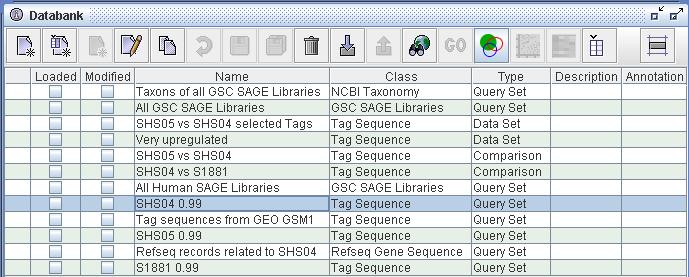 Databank
GO
Loaded Modified Name Class Type Description Annotation
Taxons of all GSC SAGE Libraries NCBI Taxonomy Query Set
All GSC SAGE Libraries GSC SAGE Libraries Query Set
SHS05 vs SHS04 selected Tags Tag Sequence Data Set
Very upregulated Tag Sequence Data Set
SHS05 vs SHS04 Tag Sequence Comparison
SHS04 vs S1881 Tag Sequence Comparison
All Human SAGE Libraries GSC SAGE Libraries Query Set
SHS04 0.99 Tag Sequence Query Set
Tag sequences from GEO GSM1 Tag Sequence Query Set
SHS05 0.99 Tag Sequence Query Set
Refseq records related to SHS04 Refseq Gene Sequence Query Set
S1881 0.99 Tag Sequence Query Set